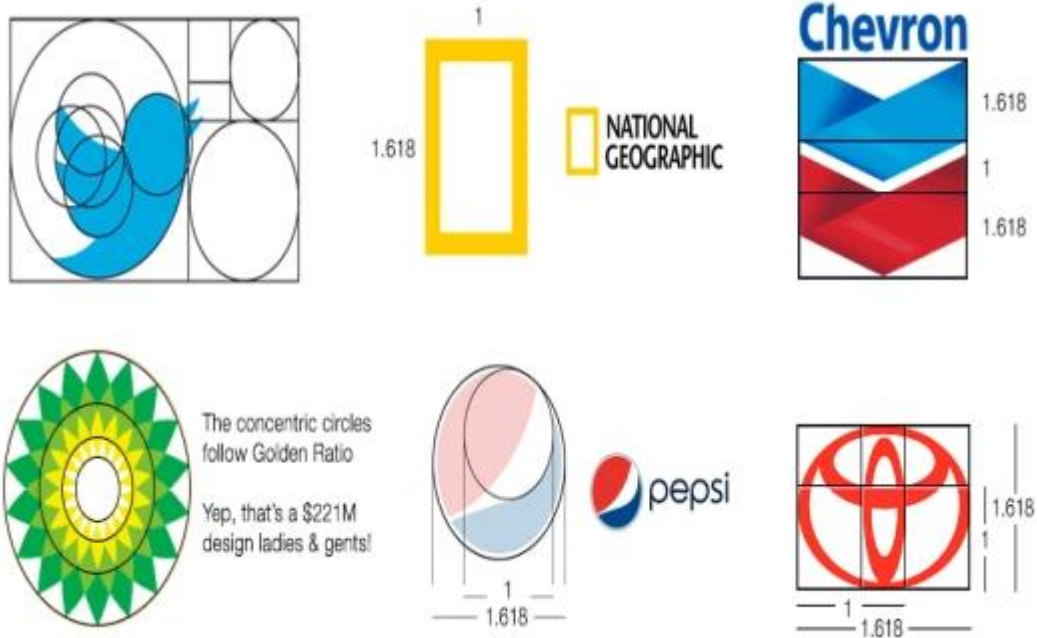 1
1.618
NATIONAL
GEOGRAPHIC
Chevron
1.618
1
1.618
The concentric circles
follow Golden Ratio
Yep, that's a $221M
design ladies & gents!
pepsi
1
1.618
1.618
1
1
1.618